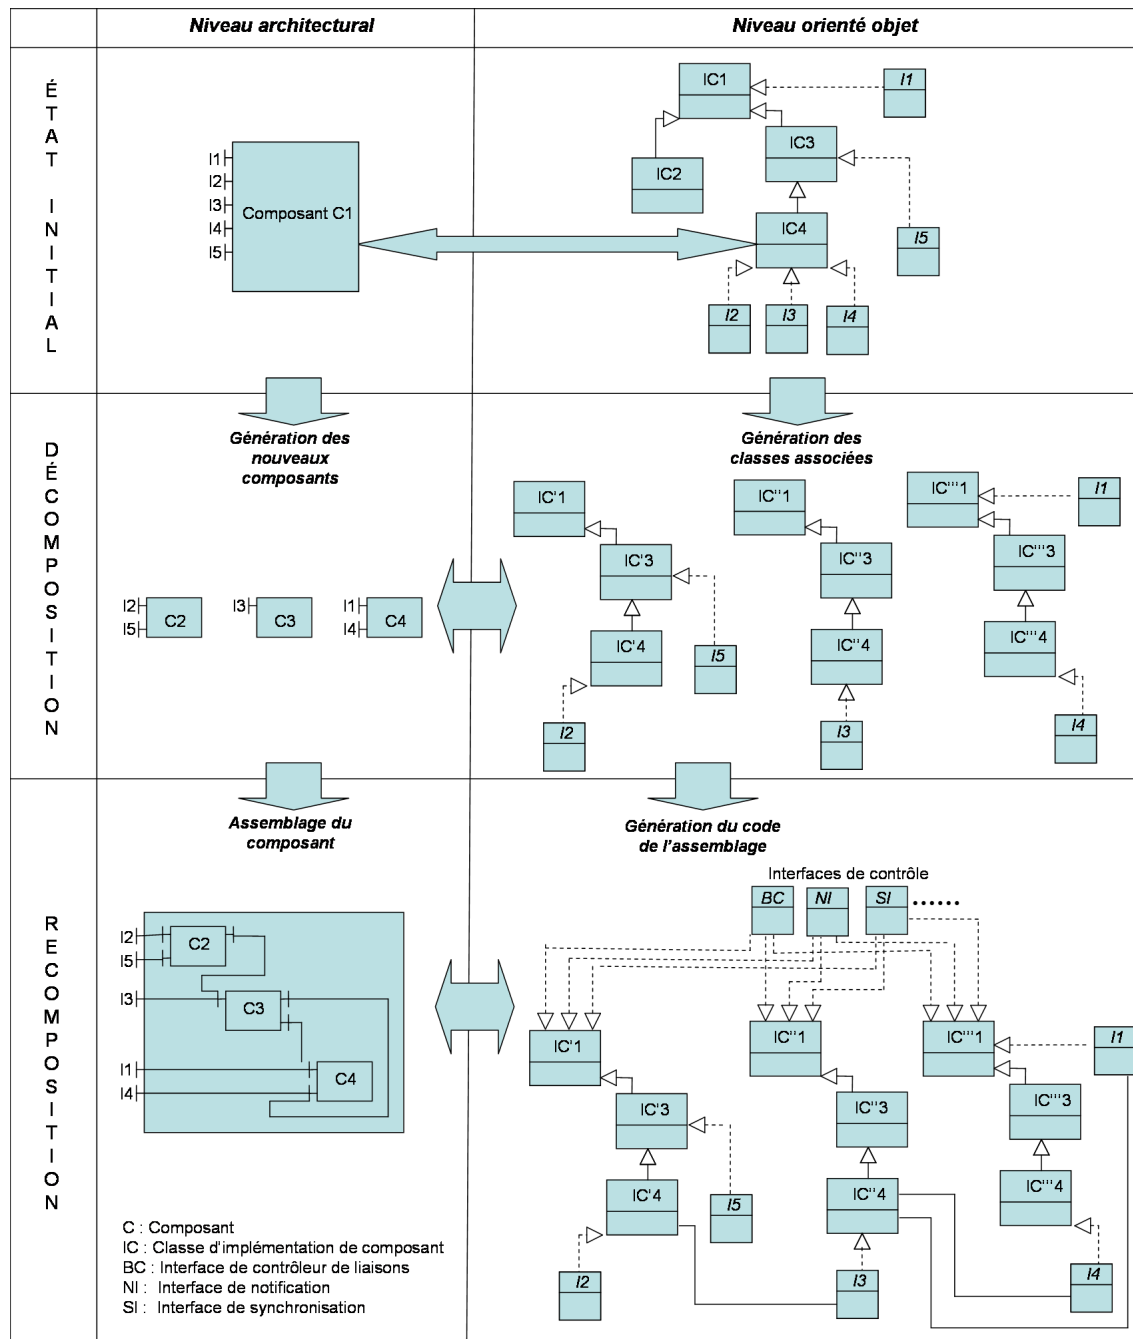 Niveau architectural
Niveau orienté objet
ÉTAT INITIAL
I1
I2
I3
I4
I5
Composant C1
IC1
I1
IC3
IC2
IC4
I5
I2
I3
I4
DÉCOMPOSITION
Génération des
nouveaux
composants
Génération des
classes associées
I2
I5
C2
I3
C3
I1
I4
C4
IC'1
IC'3
IC'4
I5
I2
IC''1
IC''3
IC''4
I3
IC'''1
I1
IC'''3
IC'''4
I4
RECOMPOSITION
Assemblage du
composant
Génération du code
de l'assemblage
I2
I5
I3
I1
I4
C2
C3
C4
Interfaces de contrôle
BC
NI
SI
......
IC'1
IC''1
IC'''1
I1
IC'3
IC''3
IC'''3
IC'4
I5
IC''4
IC'''4
I2
I3
I4
C : Composant
IC : Classe d'implémentation de composant
BC : Interface de contrôleur de liaisons
NI : Interface de notification
SI : Interface de synchronisation